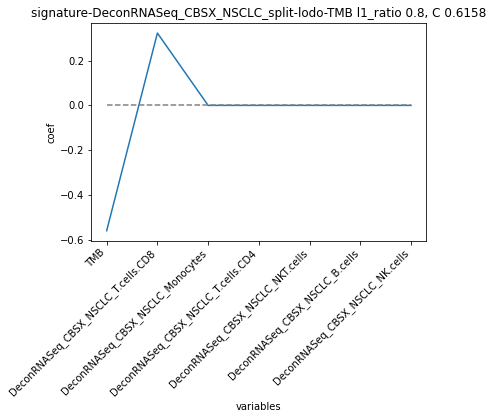 signature-DeconRNASeq_CBSX_NSCLC_split-lodo-TMB l1_ratio 0.8, C 0.6158
0.2
0.0
−0.2
−0.4
−0.6
coef
TMB
DeconRNASeq_CBSX_NSCLC_T.cells.CD8
DeconRNASeq_CBSX_NSCLC_Monocytes
DeconRNASeq_CBSX_NSCLC_T.cells.CD4
DeconRNASeq_CBSX_NSCLC_NKT.cells
DeconRNASeq_CBSX_NSCLC_B.cells
DeconRNASeq_CBSX_NSCLC_NK.cells
variables